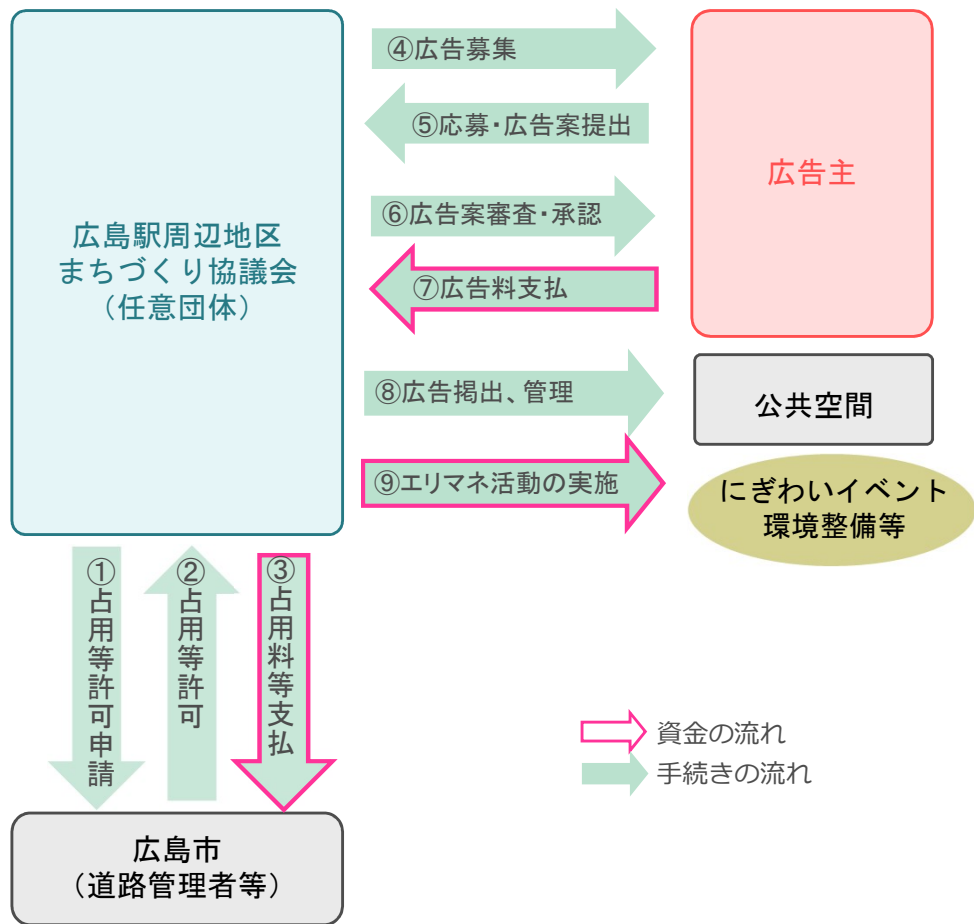 ④広告募集
⑤応募・広告案提出
⑥広告案審査・承認
⑦広告料支払
⑧広告掲出、管理
⑨エリマネ活動の実施
広島駅周辺地区
まちづくり協議会
（任意団体）
広告主
公共空間
にぎわいイベント
環境整備等
①占用等許可申請
②占用等許可
③占用料等支払
資金の流れ
手続きの流れ
広島市
（道路管理者等）